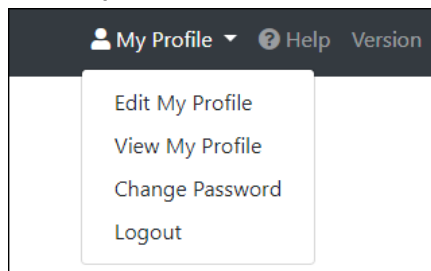 My Profile Help Version
Edit My Profile
View My Profile
Change Password
Logout